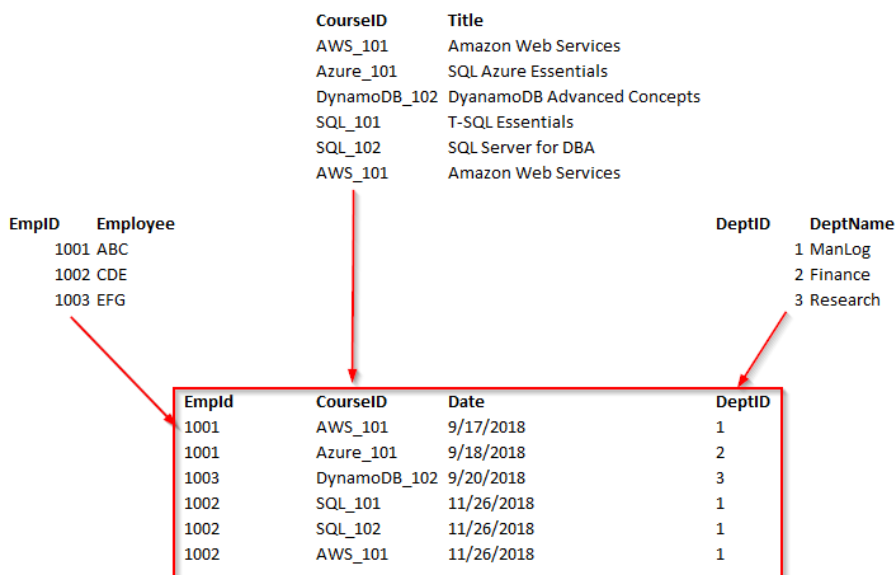 CourseID Title
AWS_101 Amazon Web Services
Azure_101 SQL Azure Essentials
DynamoDB_102 DyanamoDB Advanced Concepts
SQL_101 T-SQL Essentials
SQL_102 SQL Server for DBA
AWS_101 Amazon Web Services
EmpID Employee
1001 ABC
1002 CDE
1003 EFG
DeptID DeptName
1 ManLog
2 Finance
3 Research
EmpId CourseID Date DeptID
1001 AWS_101 9/17/2018 1
1001 Azure_101 9/18/2018 2
1003 DynamoDB_102 9/20/2018 3
1002 SQL_101 11/26/2018 1
1002 SQL_102 11/26/2018 1
1002 AWS_101 11/26/2018 1